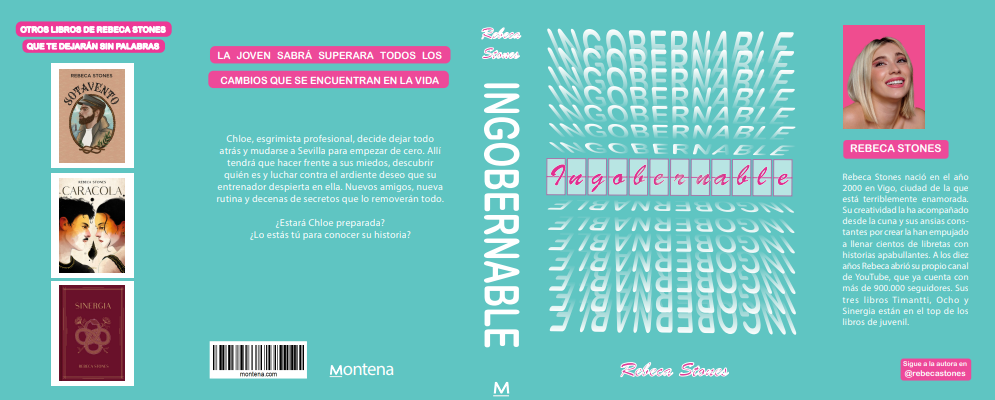 OTROS LIBROS DE REBECA STONES
QUE TE DEJARÁN SIN PALABRAS
REBECA STONES
SOTAVENTO
REBECA STONES
CARACOLA
SINERGIA
REBECA STONES
LA JOVEN SABRÁ SUPERARA TODOS LOS
CAMBIOS QUE SE ENCUENTRAN EN LA VIDA
Chloe, esgrimista profesional, decide dejar todo
atrás y mudarse a Sevilla para empezar de cero. Allí
tendrá que hacer frente a sus miedos, descubrir
quién es y luchar contra el ardiente deseo que su
entrenador despierta en ella. Nuevos amigos, nueva
rutina y decenas de secretos que lo removerán todo.
¿Estará Chloe preparada?
¿Lo estás tú para conocer su historia?
montena.com
Montena
Rebeca
Stones
INGOBERNABLE
M
INGOBERNABLE
INGOBERNABLE
INGOBERNABLE
INGOBERNABLE
INGOBERNABLE
INGOBERNABLE
INGOBERNABLE
Ingobernable
INGOBERNABLE
INGOBERNABLE
INGOBERNABLE
INGOBERNABLE
INGOBERNABLE
INGOBERNABLE
INGOBERNABLE
Rebeca Stones
REBECA STONES
Rebeca Stones nació en el año
2000 en Vigo, ciudad de la que
está terriblemente enamorada.
Su creatividad la ha acompañado
desde la cuna y sus ansias cons-
tantes por crear la han empujado
a llenar cientos de libretas con
historias apabullantes. A los diez
años Rebeca abrió su propio canal
de YouTube, que ya cuenta con
más de 900.000 seguidores. Sus
tres libros Timantti, Ocho y
Sinergia están en el top de los
libros de juvenil.
Sigue a la autora en
@rebecastones